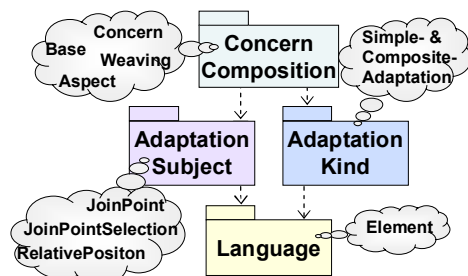 Concern
Base
Weaving
Aspect
Concern
Composition
Simple- &
Composite-
Adaptation
Adaptation
Subject
Adaptation
Kind
JoinPoint
JoinPointSelection
RelativePositon
Language
Element